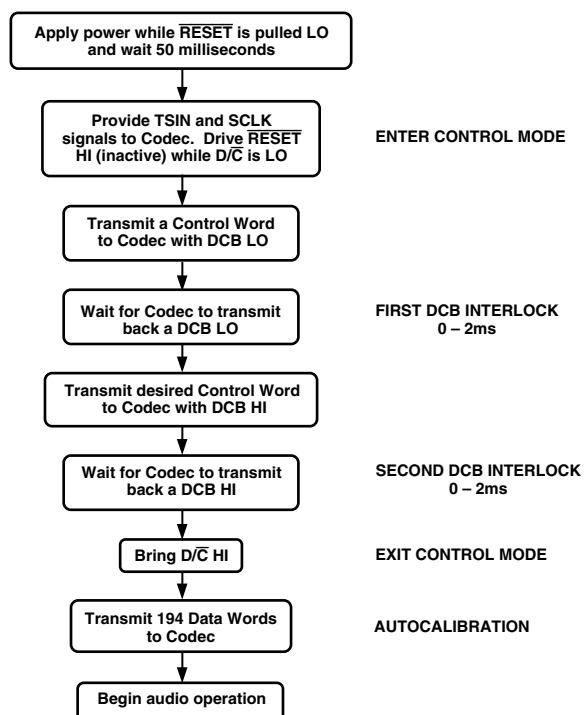 Apply power while RESET is pulled LO
and wait 50 milliseconds
Provide TSIN and SCLK
signals to Codec. Drive RESET
HI (inactive) while D/C is LO
ENTER CONTROL MODE
Transmit a Control Word
to Codec with DCB LO
Wait for Codec to transmit
back a DCB LO
FIRST DCB INTERLOCK
0 – 2ms
Transmit desired Control Word
to Codec with DCB HI
Wait for Codec to transmit
back a DCB HI
SECOND DCB INTERLOCK
0 – 2ms
Bring D/C HI
EXIT CONTROL MODE
Transmit 194 Data Words
to Codec
AUTOCALIBRATION
Begin audio operation